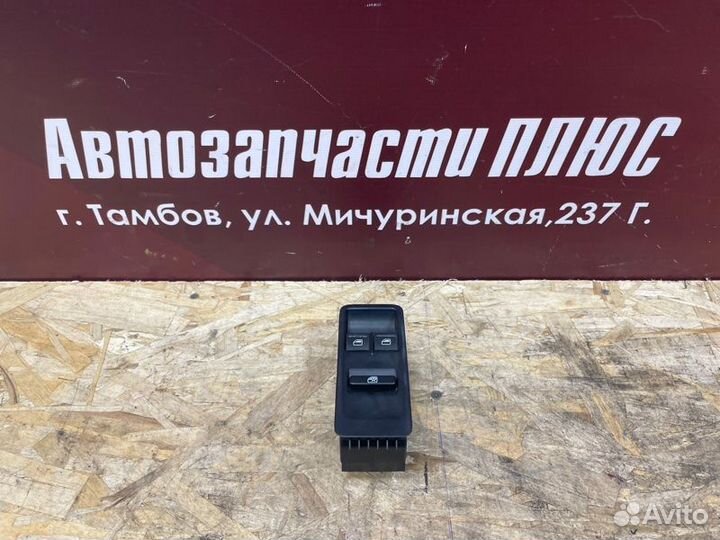 Автозапчасти ПЛЮС
г. Тамбов, ул. Мичуринская,237 Г.
Avito